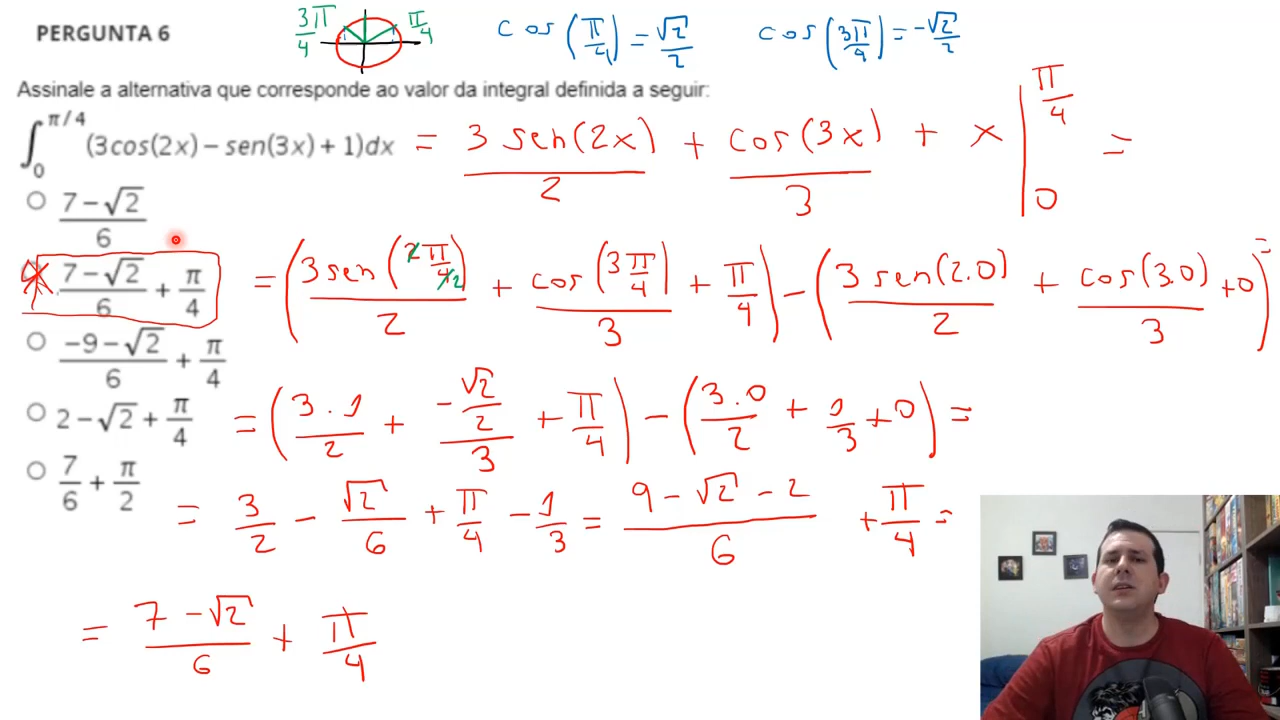 PERGUNTA 6
3π/4 π/4 cos(π/4) = √2/2 cos(3π/4) = -√2/2
Assinale a alternativa que corresponde ao valor da integral definida a seguir:
∫₀^π/4 (3cos(2x) – sen(3x) + 1)dx = 3 sen(2x)/2 + cos(3x)/3 + x |₀^π/4 =
(7 – √2)/6
(7 – √2)/6 + π/4
= (3 sen(2π/4 2)/2 + cos(3π/4)/3 + π/4) - (3 sen(2.0)/2 + cos(3.0)/3 + 0) =
(-9 – √2)/6 + π/4
2 – √2 + π/4
= (3.1/2 + (-√2/2)/3 + π/4) - (3.0/2 + 1/3 + 0) =
7/6 + π/2
= 3/2 - √2/6 + π/4 - 1/3 = (9 - √2 - 2)/6 + π/4 =
= (7 - √2)/6 + π/4